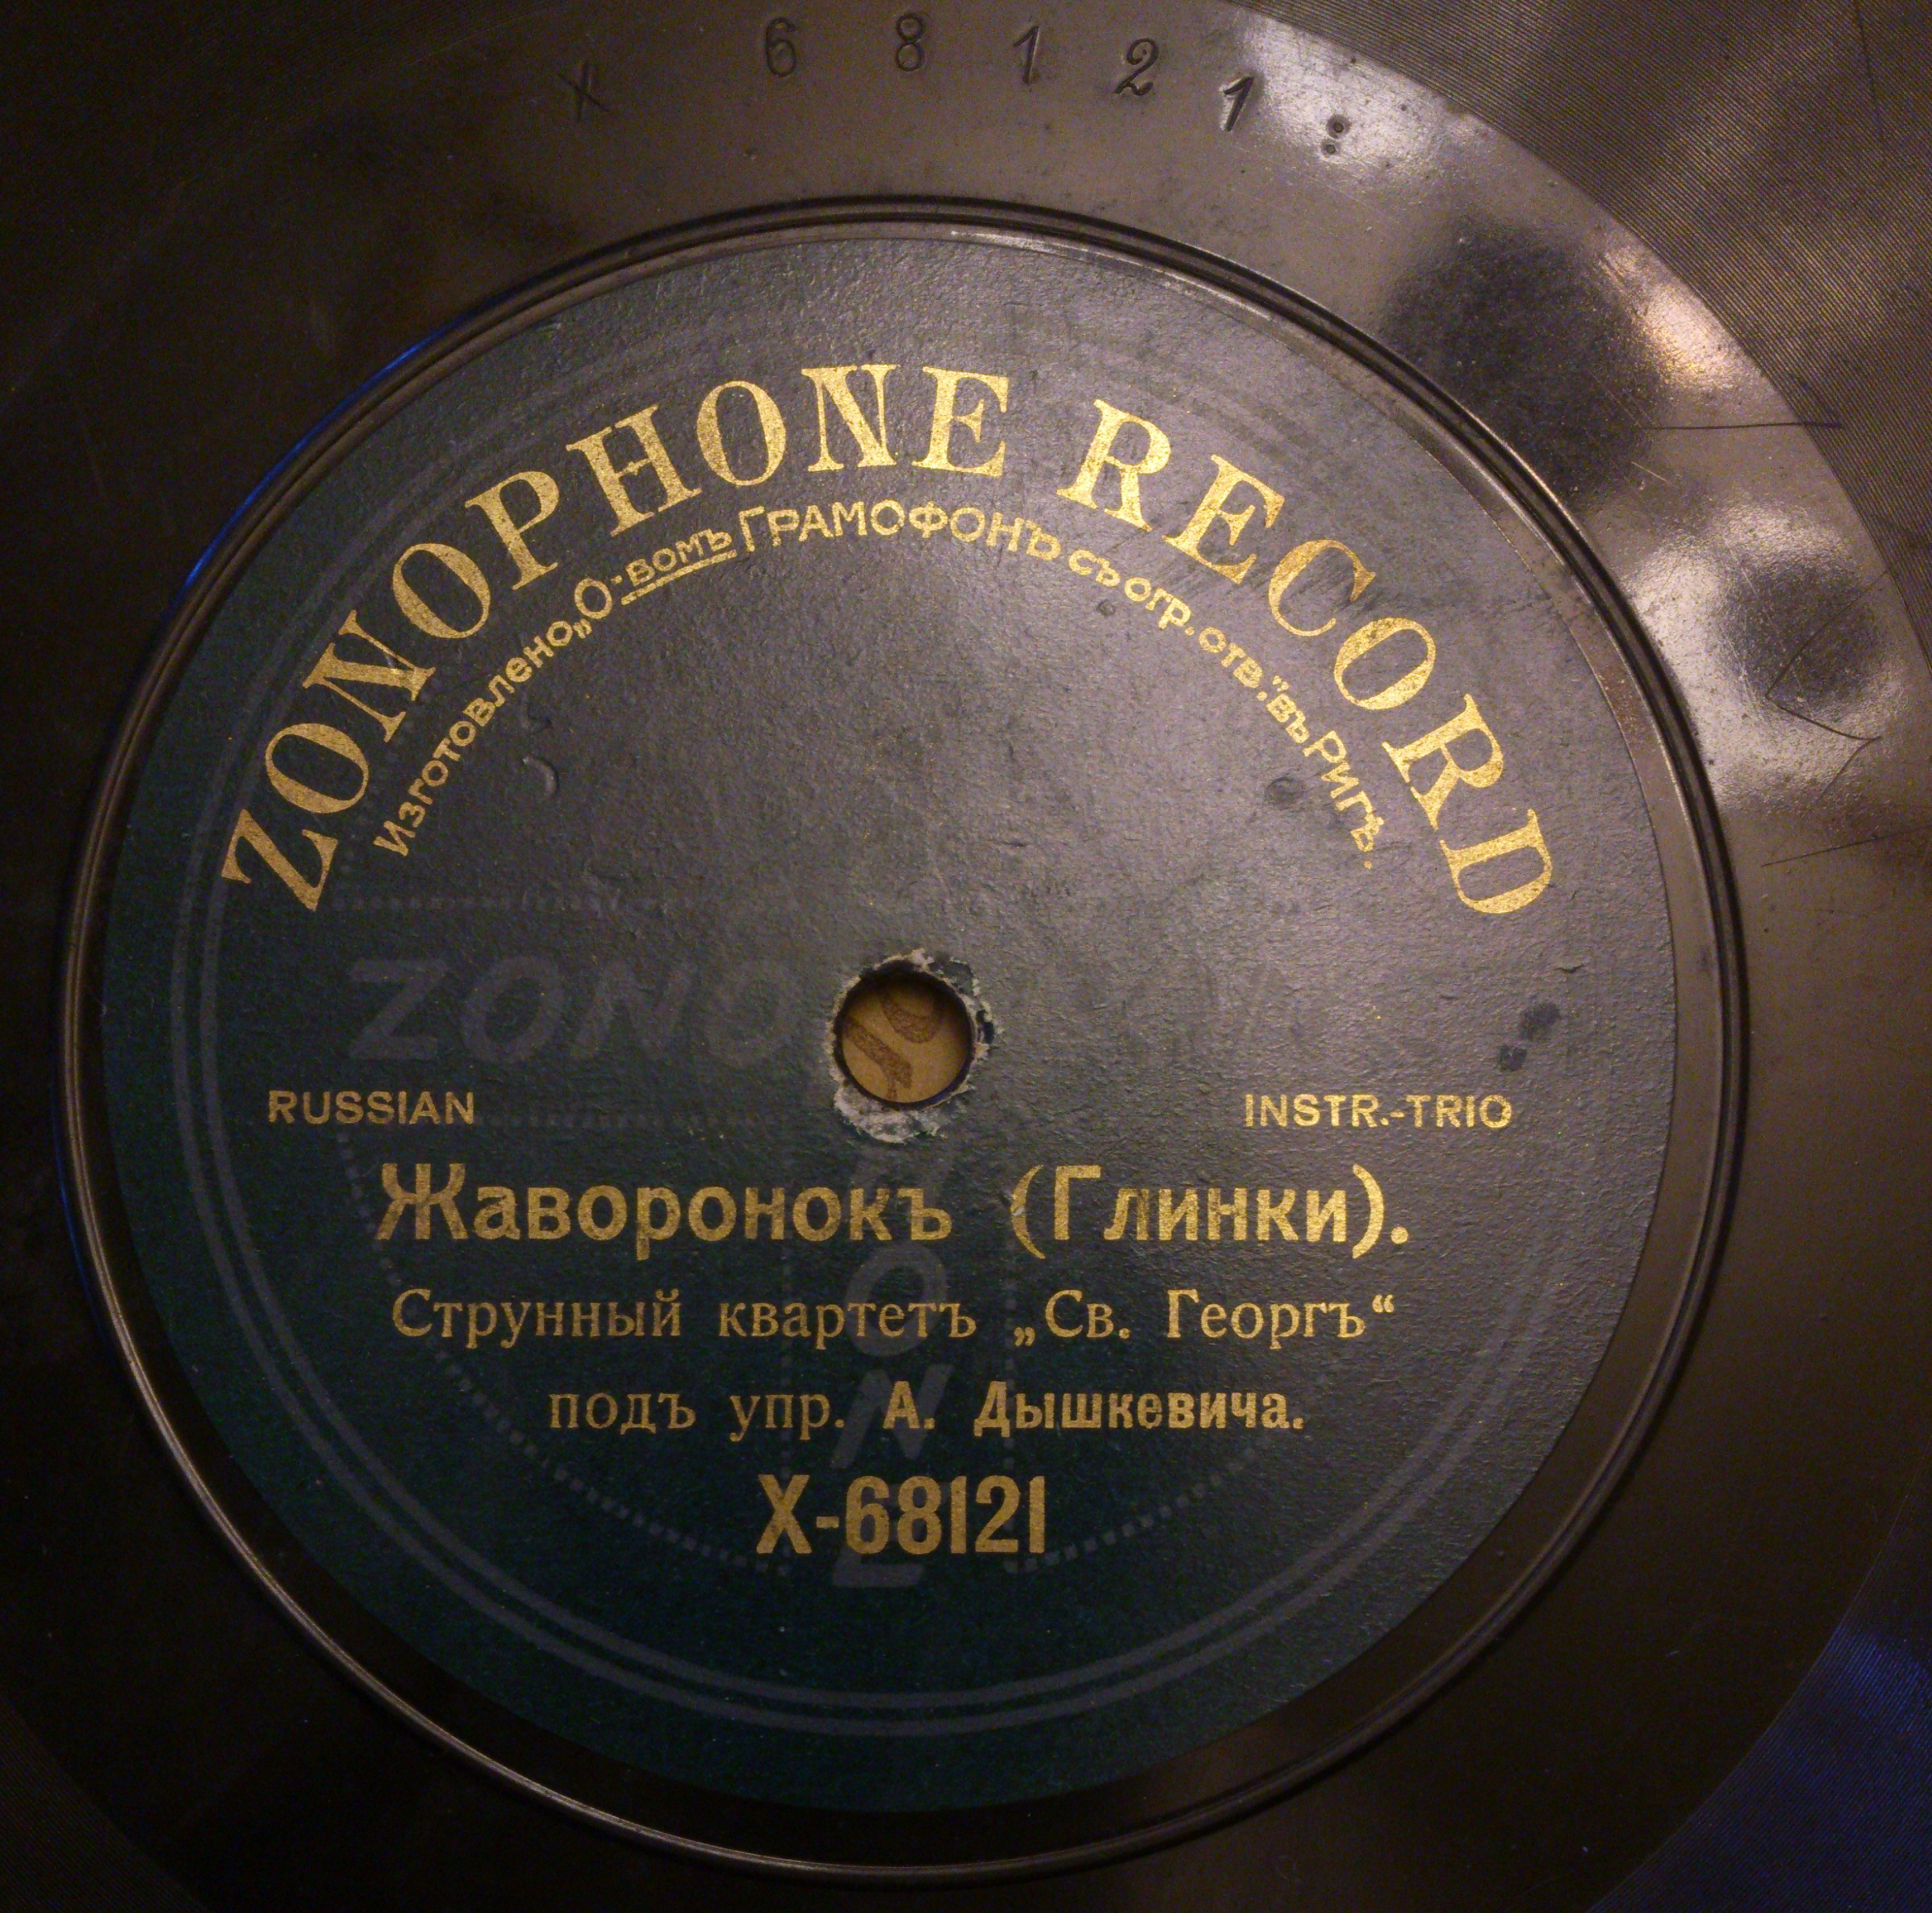 X 68121
ZONOPHONE RECORD
Изготовлено „О-вомъ ГРАМОФОНЪ съ огр. отв." въ Ригѣ.
ZONO
RUSSIAN
INSTR.-TRIO
Жаворонокъ (Глинки).
Струнный квартетъ „Св. Георгъ“
подъ упр. А. Дышкевича.
X-68121